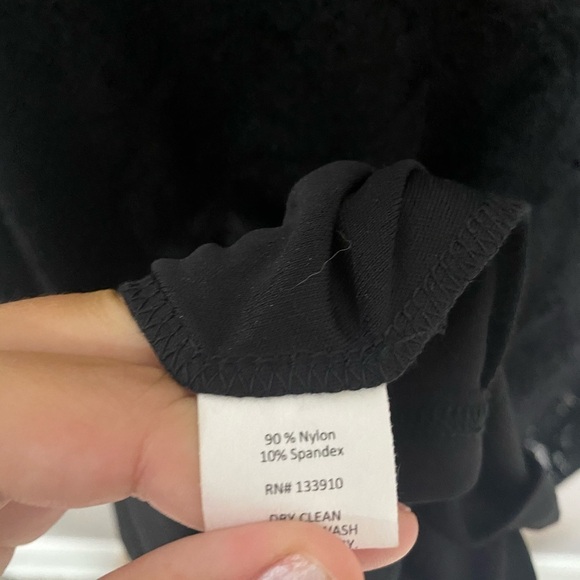 90 % Nylon
10% Spandex
RN# 133910
DRY CLEAN
WASH